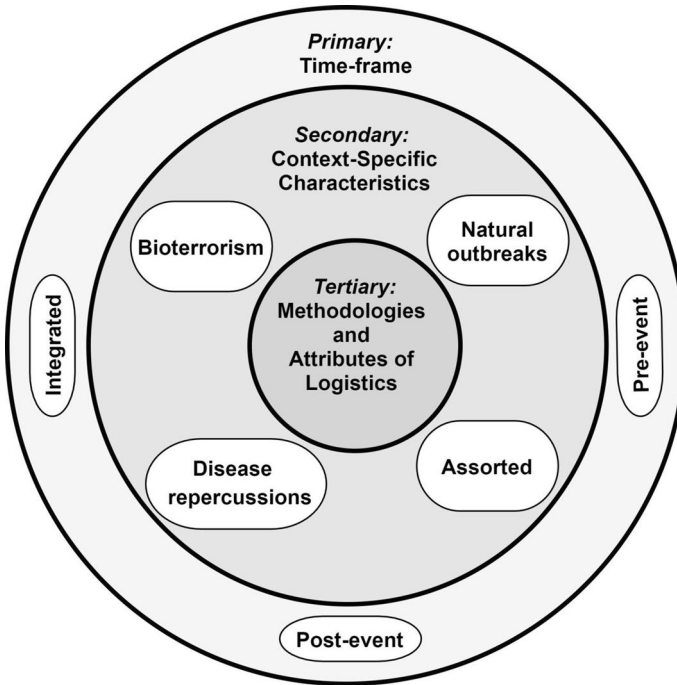 Primary:
Time-frame
Secondary:
Context-Specific
Characteristics
Bioterrorism
Natural
outbreaks
Tertiary:
Methodologies
and
Attributes of
Logistics
Integrated
Pre-event
Disease
repercussions
Assorted
Post-event